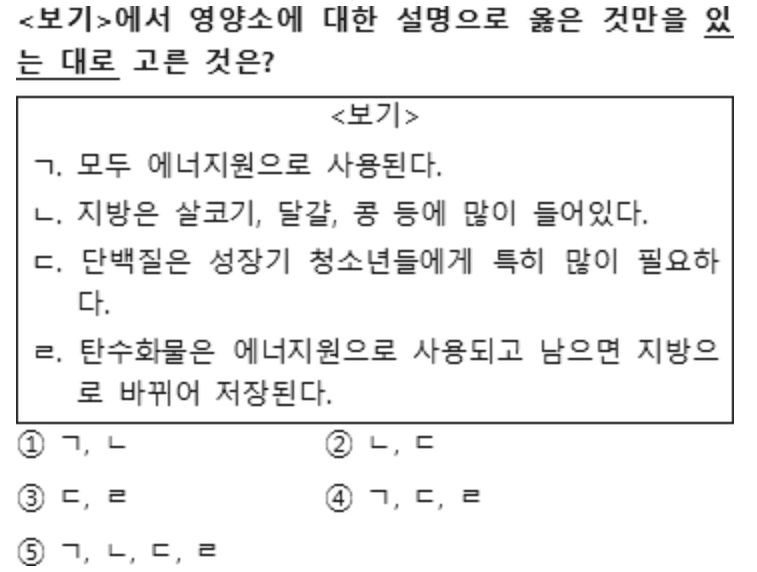 <보기>에서 영양소에 대한 설명으로 옳은 것만을 있
는 대로 고른 것은?
<보기>
ㄱ. 모두 에너지원으로 사용된다.
ㄴ. 지방은 살코기, 달걀, 콩 등에 많이 들어있다.
ㄷ. 단백질은 성장기 청소년들에게 특히 많이 필요하
다.
ㄹ. 탄수화물은 에너지원으로 사용되고 남으면 지방으
로 바뀌어 저장된다.
① ㄱ, ㄴ ② ㄴ, ㄷ
③ ㄷ, ㄹ ④ ㄱ, ㄷ, ㄹ
⑤ ㄱ, ㄴ, ㄷ, ㄹ